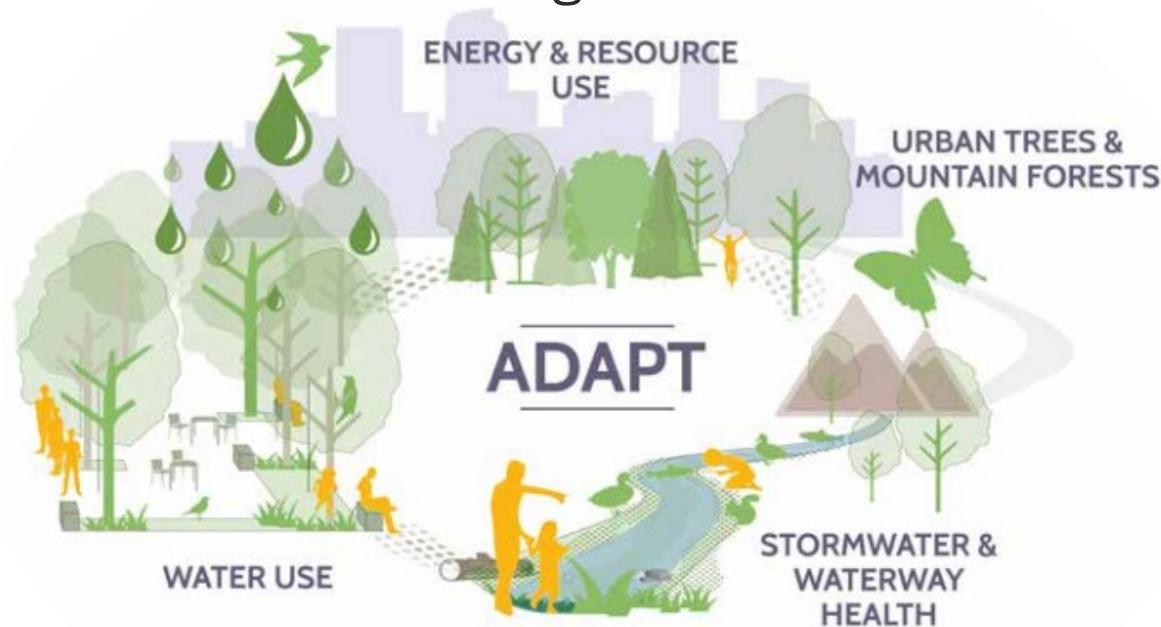 ENERGY & RESOURCE
USE
URBAN TREES &
MOUNTAIN FORESTS
ADAPT
WATER USE
STORMWATER &
WATERWAY
HEALTH